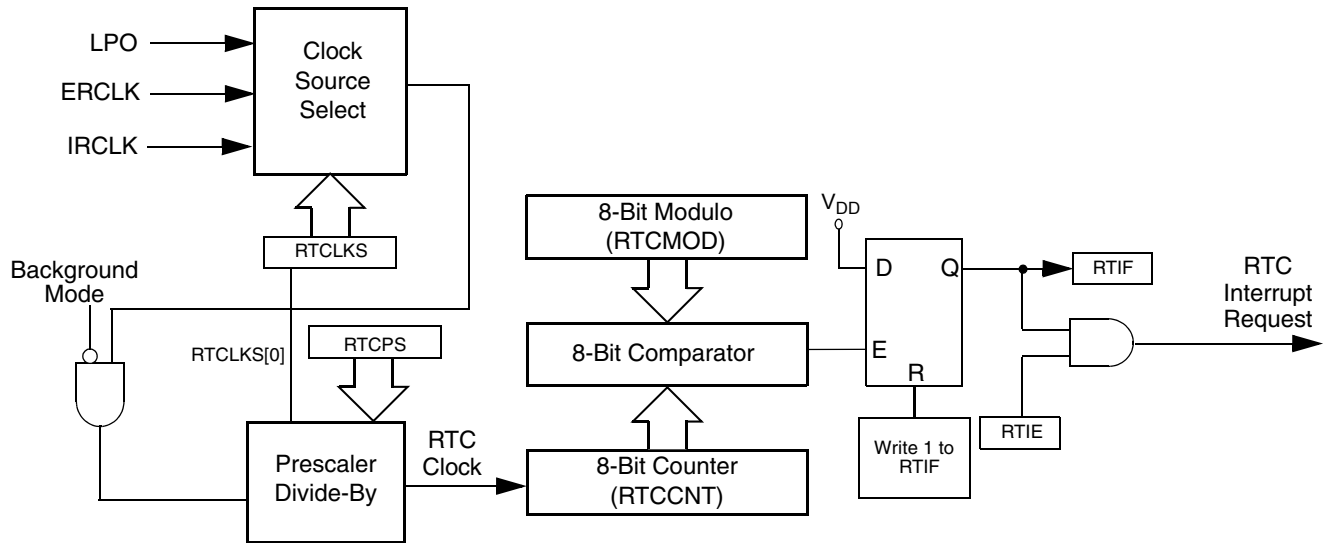 LPO
ERCLK
IRCLK
Clock
Source
Select
RTCLKS
Background
Mode
RTCLKS[0]
RTCPS
Prescaler
Divide-By
RTC
Clock
8-Bit Modulo
(RTCMOD)
8-Bit Comparator
8-Bit Counter
(RTCCNT)
VDD
D
Q
E
R
Write 1 to
RTIF
RTIF
RTIE
RTC
Interrupt
Request